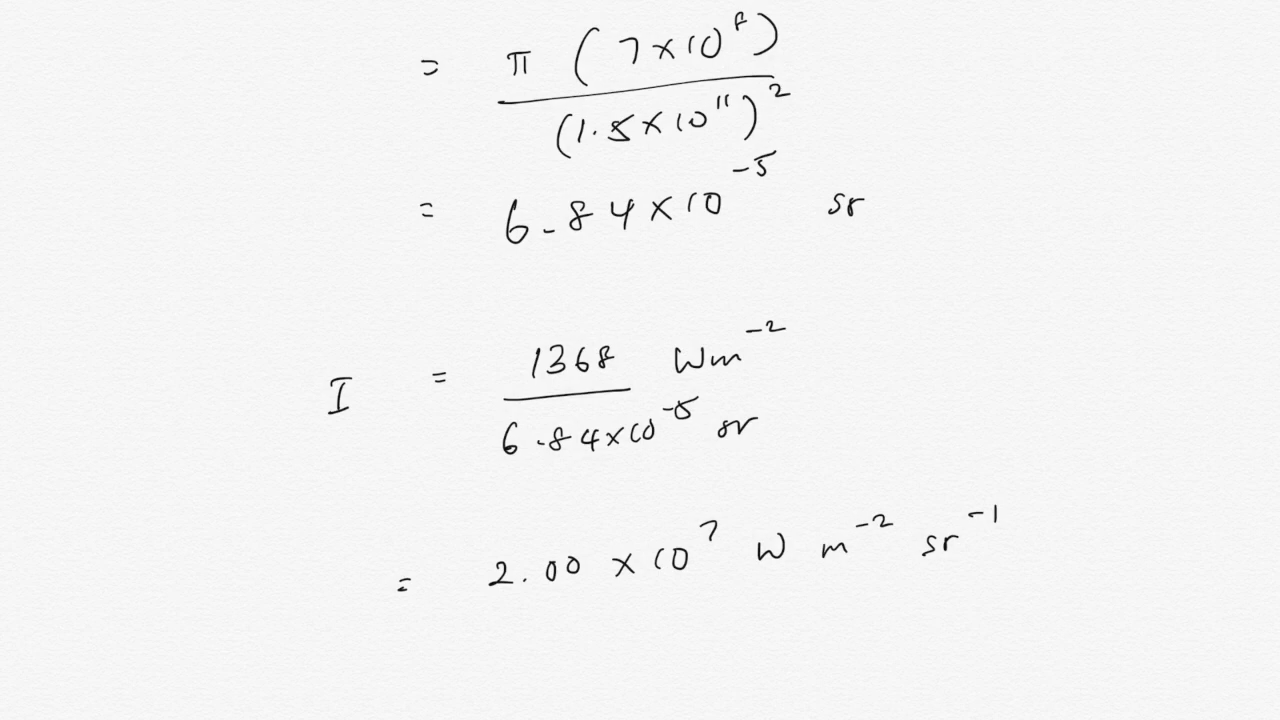 = π (7×10⁸)
(1.5×10¹¹)²
= 6.84×10⁻⁵ sr
I = 1368 Wm⁻²
6.84×10⁻⁵ sr
= 2.00 ×10⁷ W m⁻² sr⁻¹